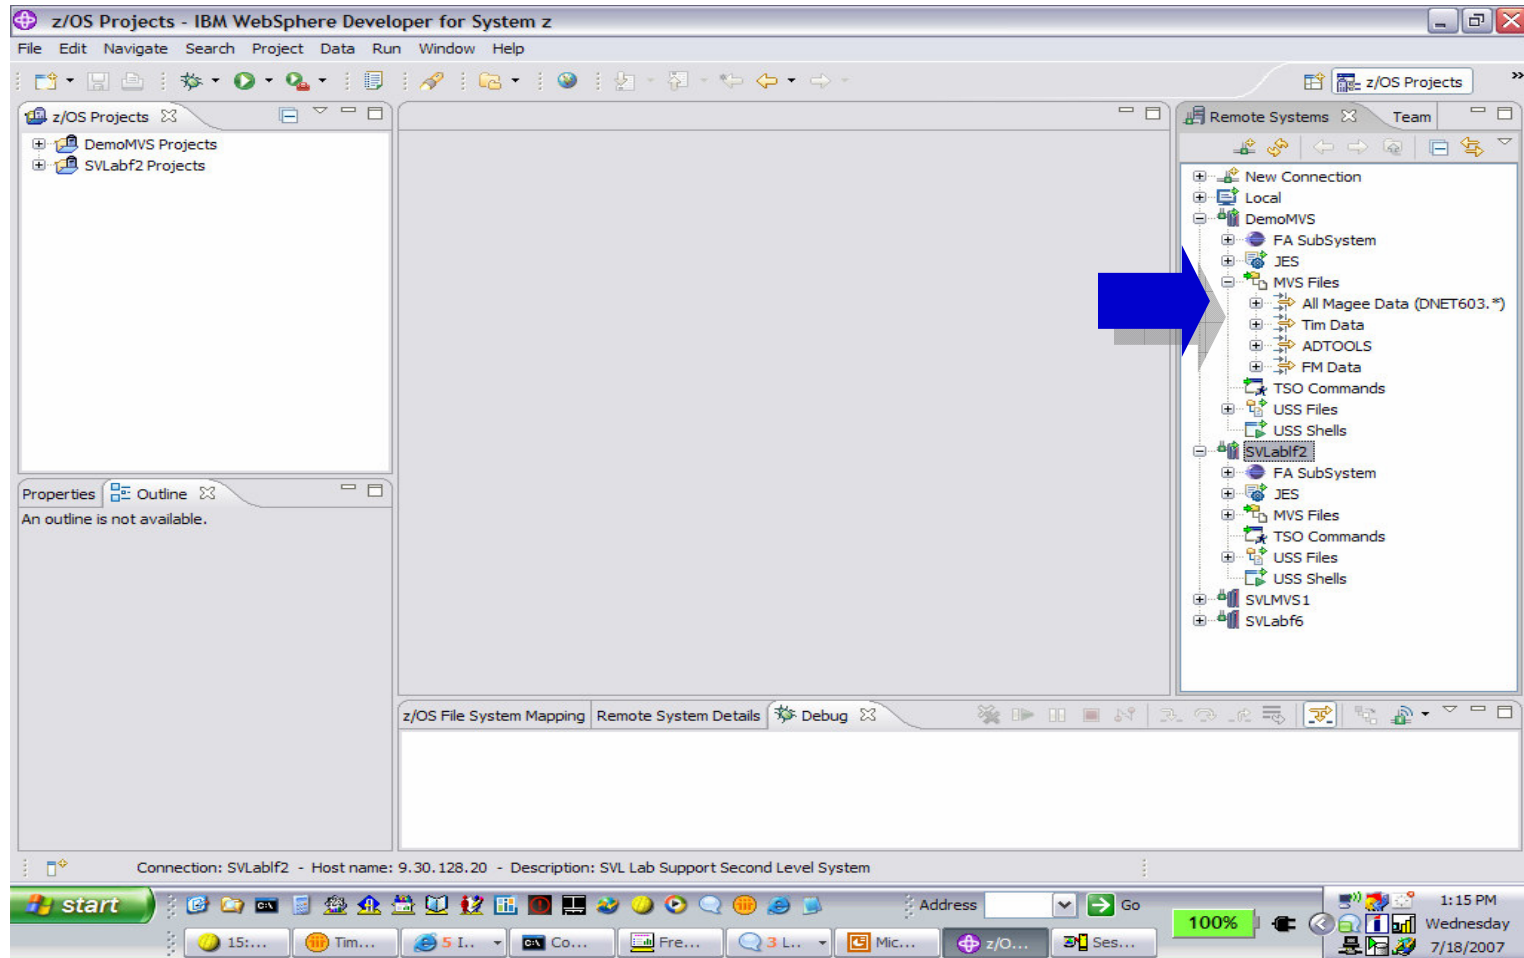 z/OS Projects - IBM WebSphere Developer for System z
File Edit Navigate Search Project Data Run Window Help
z/OS Projects
»
z/OS Projects
DemoMVS Projects
SVLabf2 Projects
Remote Systems Team
New Connection
Local
DemoMVS
FA SubSystem
JES
MVS Files
All Magee Data (DNET603.*)
Tim Data
ADTOOLS
FM Data
TSO Commands
USS Files
USS Shells
SVLablf2
FA SubSystem
JES
MVS Files
TSO Commands
USS Files
USS Shells
SVLMVS1
SVLabf6
Properties Outline
An outline is not available.
z/OS File System Mapping Remote System Details Debug
Connection: SVLablf2 - Host name: 9.30.128.20 - Description: SVL Lab Support Second Level System
start Address Go
100%
1:15 PM
Wednesday
7/18/2007
15:... Tim... 5 I.. Co... Fre... 3 L.. Mic... z/O... Ses...